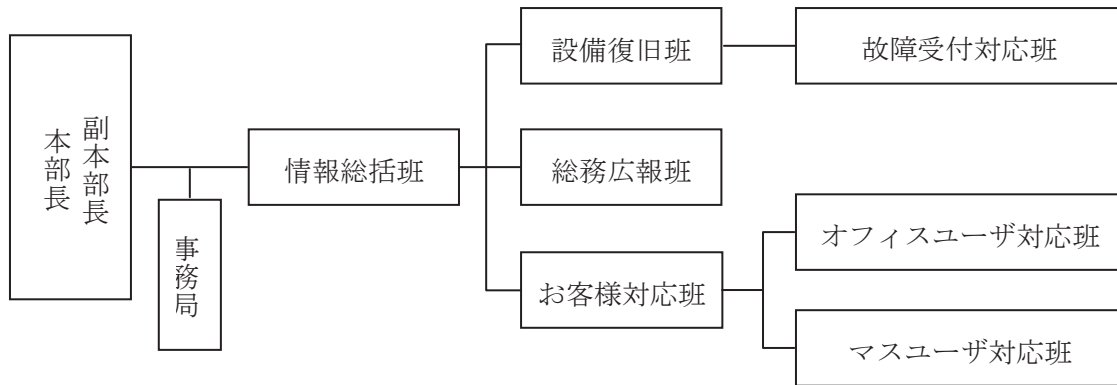 副本部長
本部長
事務局
情報総括班
設備復旧班
故障受付対応班
総務広報班
お客様対応班
オフィスユーザ対応班
マスユーザ対応班